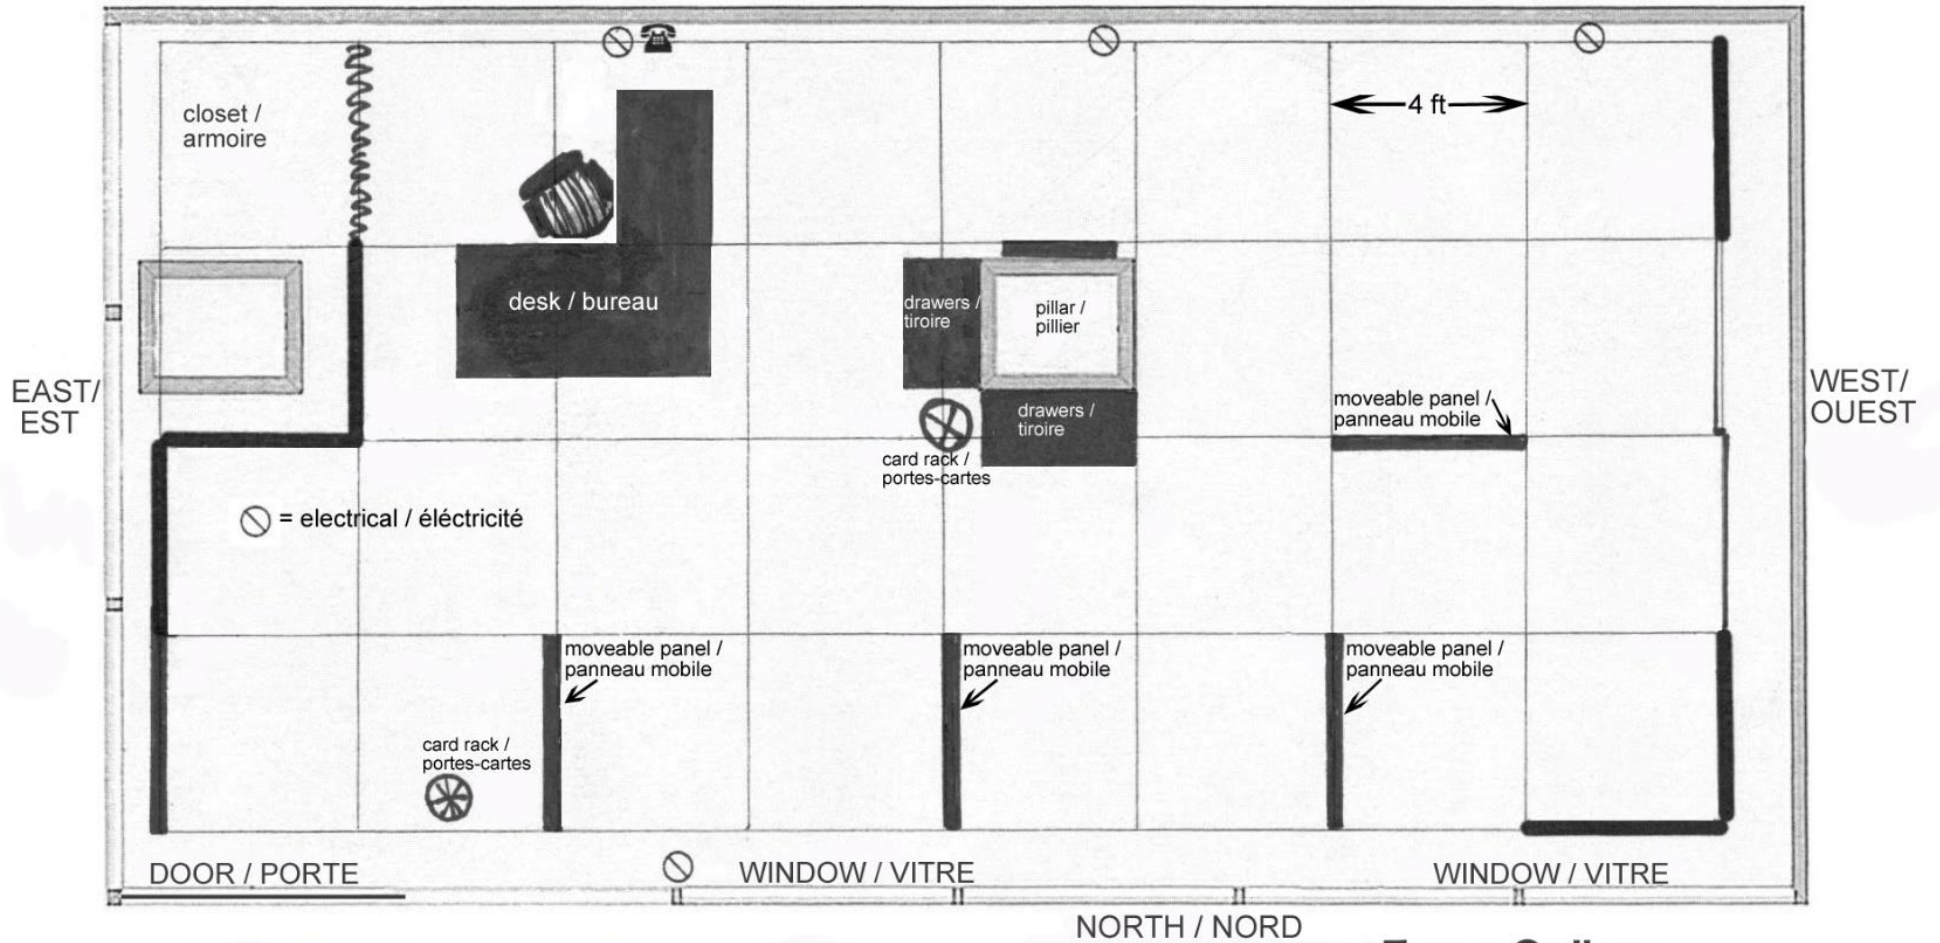 closet /
armoire
4 ft
desk / bureau
drawers /
tiroire
pillar /
pillier
EAST/
EST
WEST/
OUEST
moveable panel /
panneau mobile
drawers /
tiroire
card rack /
portes-cartes
= electrical / éléctricité
moveable panel /
panneau mobile
moveable panel /
panneau mobile
moveable panel /
panneau mobile
card rack /
portes-cartes
DOOR / PORTE
WINDOW / VITRE
WINDOW / VITRE
NORTH / NORD